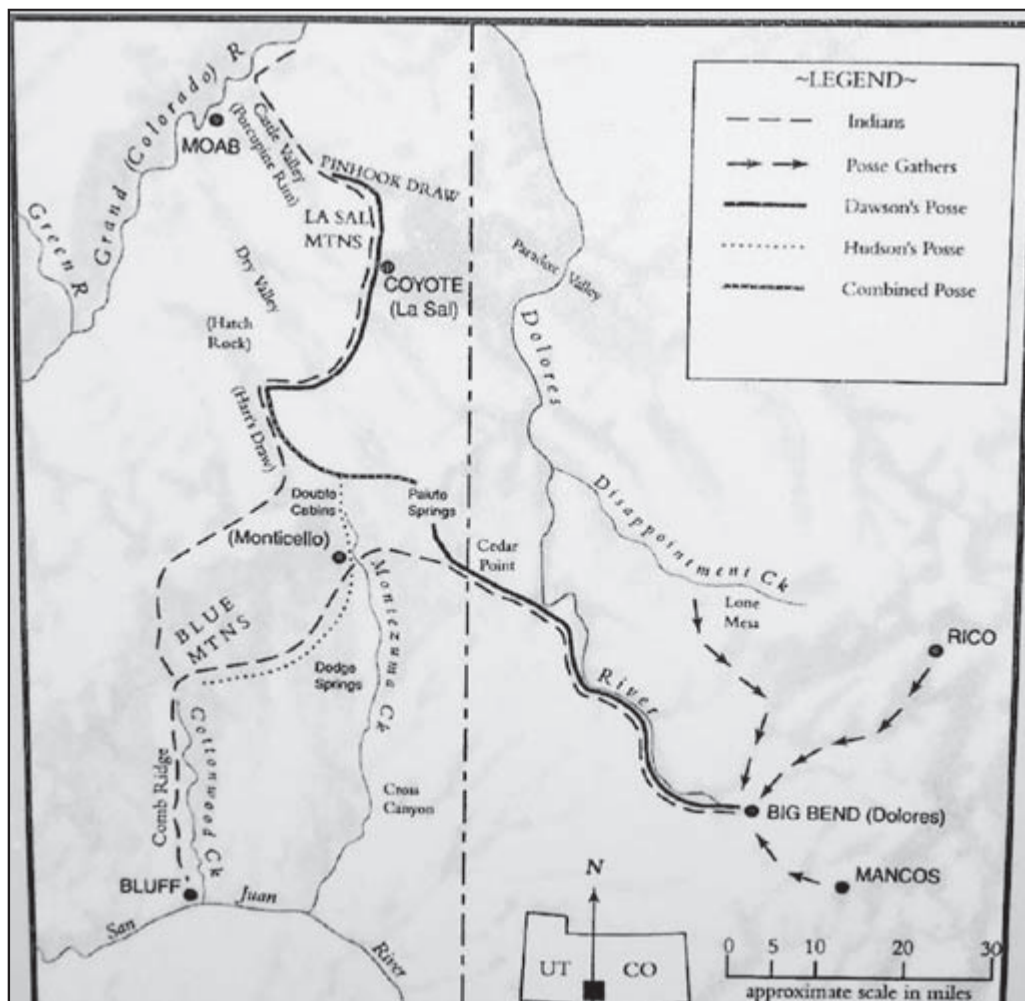 ~LEGEND~
Indians
Posse Gathers
Dawson's Posse
Hudson's Posse
Combined Posse
Grand (Colorado) R
MOAB
Castle Valley
(Porcupine Rim)
PINHOOK DRAW
Green R
LA SAL
MTNS
COYOTE
(La Sal)
Dry Valley
(Hatch
Rock)
(Hart's Draw)
Paradox Valley
Dolores
River
Disappointment Ck
Double
Cabins
Paiute
Springs
(Monticello)
Cedar
Point
Lone
Mesa
RICO
BLUE
MTNS
Montezuma Ck
Dodge
Springs
Comb Ridge
Cottonwood Ck
Cross
Canyon
BIG BEND (Dolores)
MANCOS
BLUFF
San Juan River
N
UT CO
0 5 10 20 30
approximate scale in miles